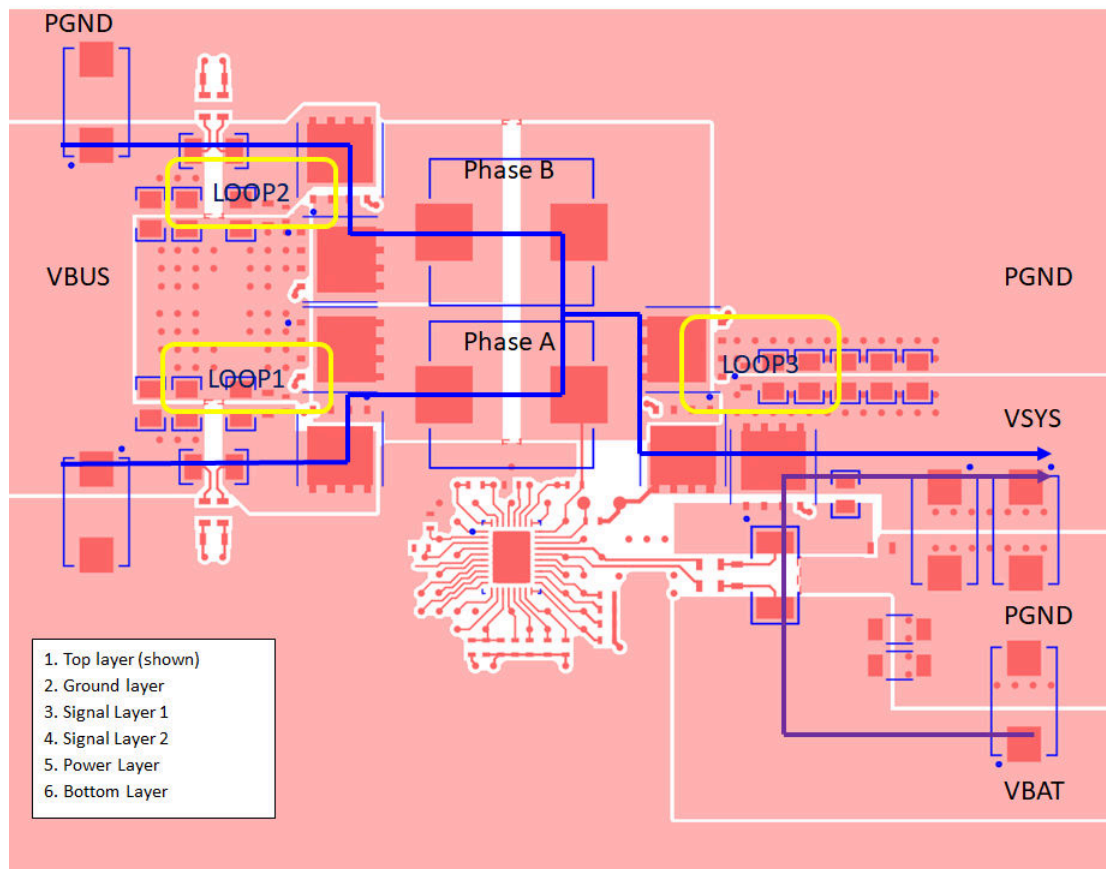 PGND
Phase B
LOOP2
VBUS
PGND
Phase A
LOOP1
LOOP3
VSYS
PGND
1. Top layer (shown)
2. Ground layer
3. Signal Layer 1
4. Signal Layer 2
5. Power Layer
6. Bottom Layer
VBAT